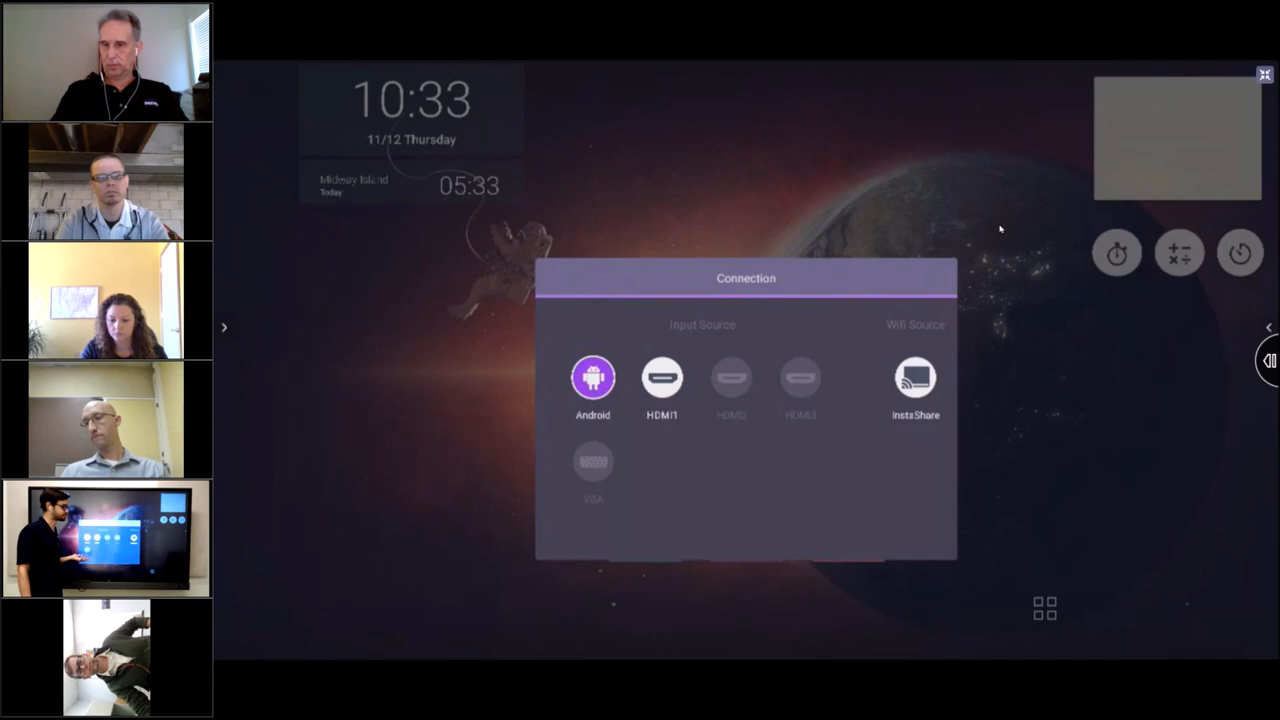 10:33
11/12 Thursday
Midway Island
Today
05:33
Connection
Input Source
Wifi Source
Android
HDMI1
HDMI2
HDMI3
InstaShare
VGA